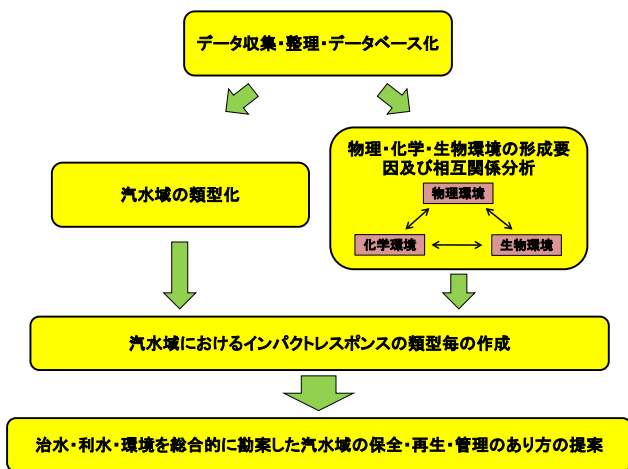 データ収集・整理・データベース化
汽水域の類型化
物理・化学・生物環境の形成要
因及び相互関係分析
物理環境
化学環境
生物環境
汽水域におけるインパクトレスポンスの類型毎の作成
治水・利水・環境を総合的に勘案した汽水域の保全・再生・管理のあり方の提案